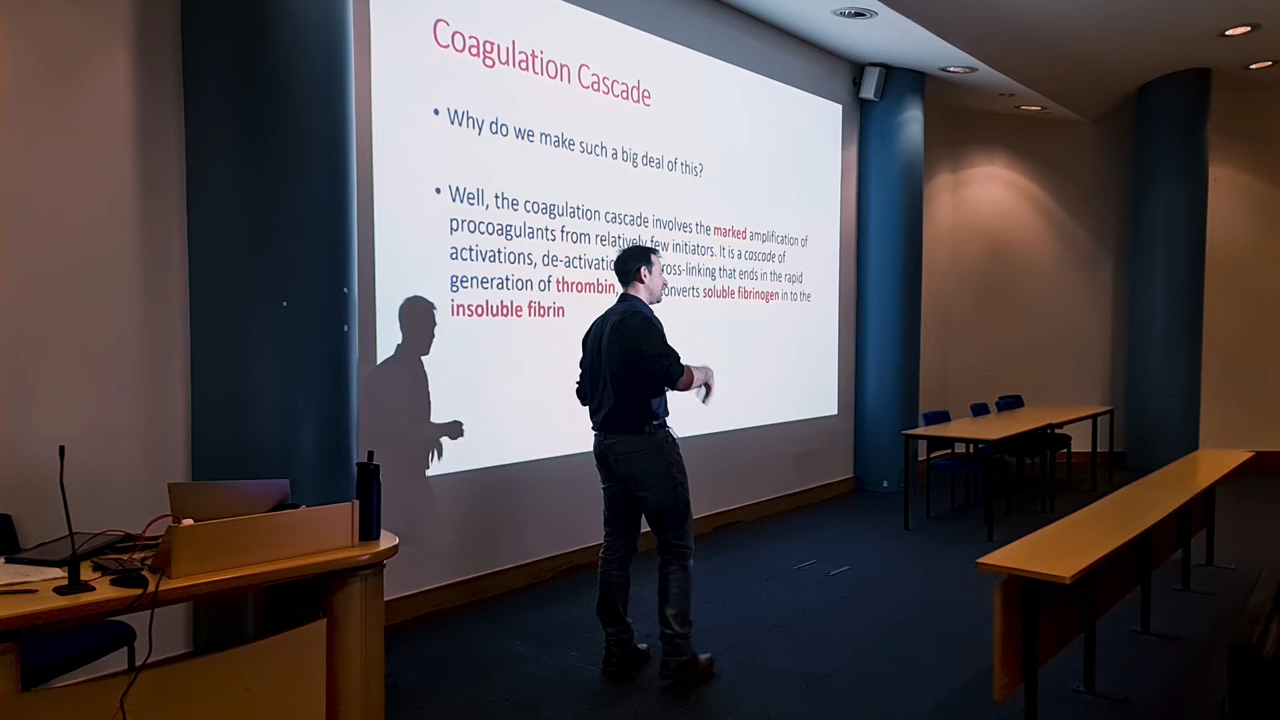 Coagulation Cascade
• Why do we make such a big deal of this?
• Well, the coagulation cascade involves the marked amplification of
procoagulants from relatively few initiators. It is a cascade of
activations, de-activatio ross-linking that ends in the rapid
generation of thrombin, onverts soluble fibrinogen in to the
insoluble fibrin